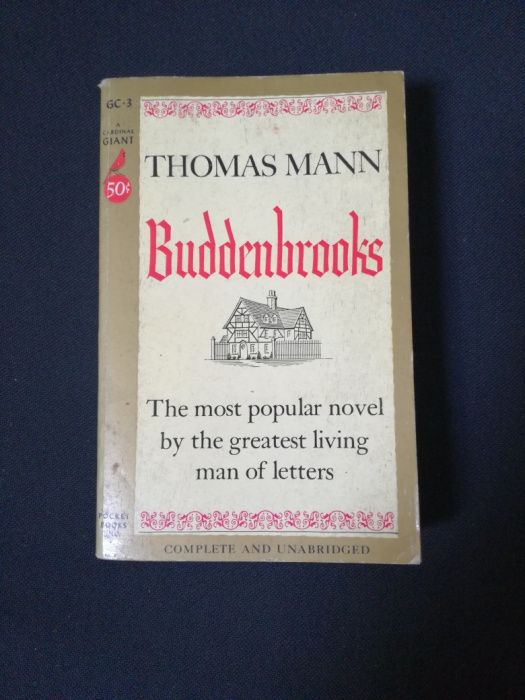 GC-3
A
CARDINAL
GIANT
50¢
THOMAS MANN
Buddenbrooks
The most popular novel
by the greatest living
man of letters
POCKET
BOOKS
INC.
COMPLETE AND UNABRIDGED